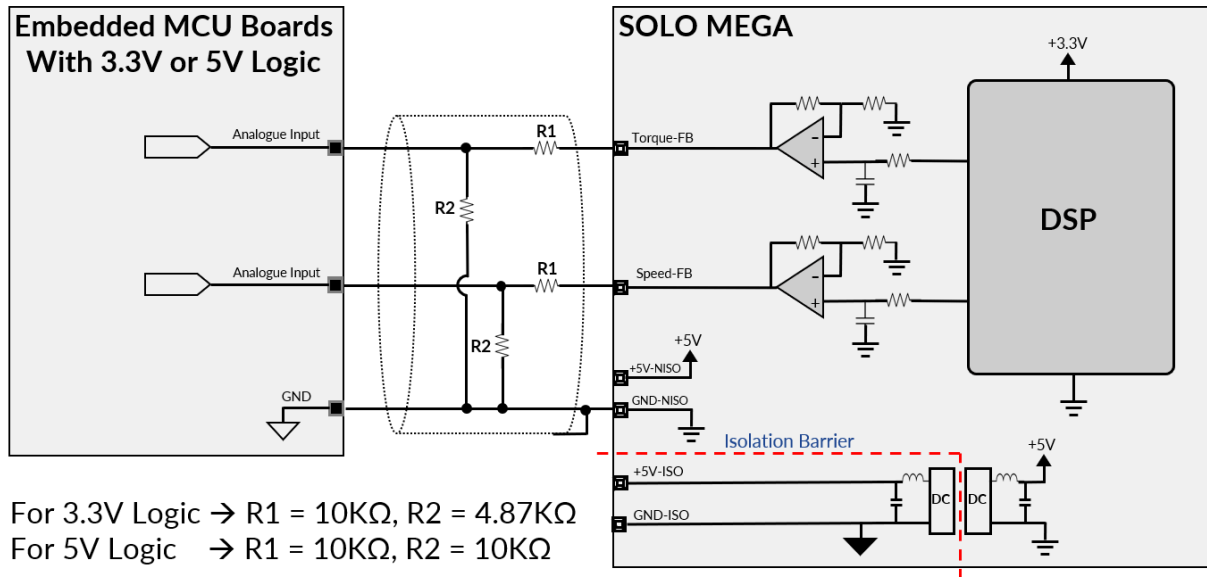 Embedded MCU Boards
With 3.3V or 5V Logic
SOLO MEGA
+3.3V
Analogue Input
R1
Torque-FB
-
+
R2
DSP
Analogue Input
R1
Speed-FB
-
+
R2
+5V
+5V-NISO
GND
GND-NISO
Isolation Barrier
+5V
+5V-ISO
DC
DC
GND-ISO
For 3.3V Logic → R1 = 10KΩ, R2 = 4.87KΩ
For 5V Logic → R1 = 10KΩ, R2 = 10KΩ